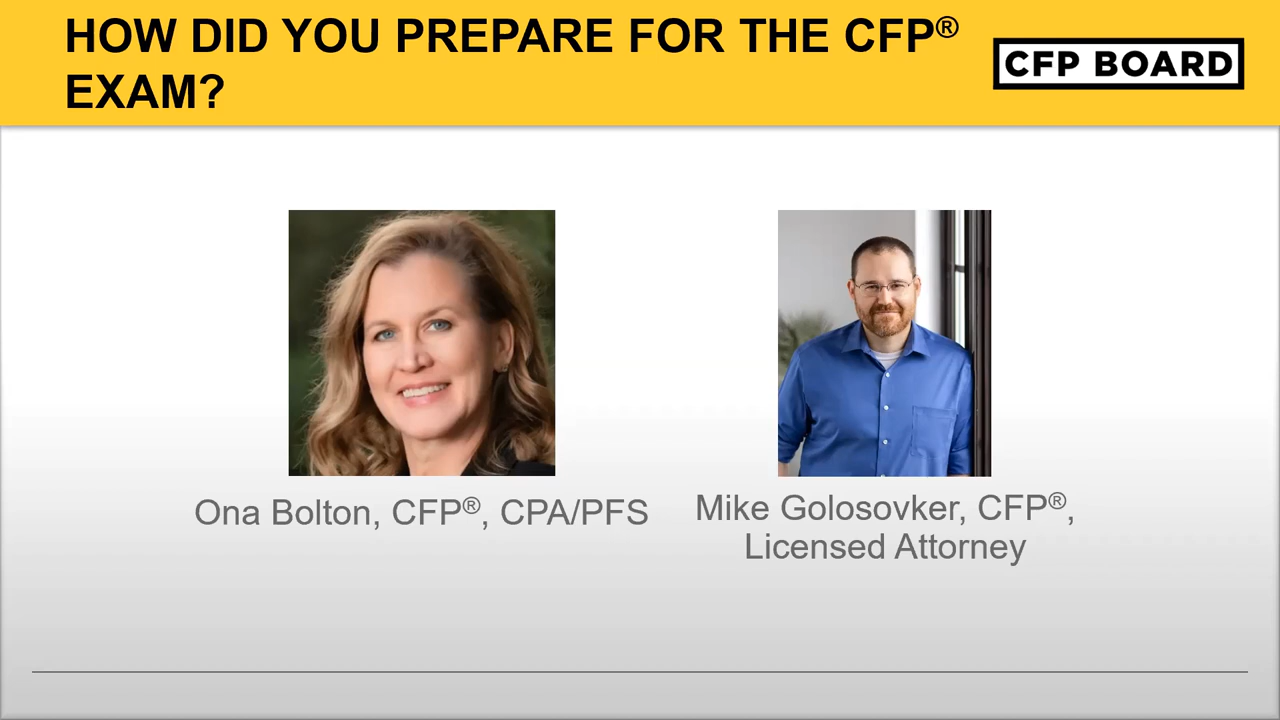 HOW DID YOU PREPARE FOR THE CFP®
EXAM?
CFP BOARD
Ona Bolton, CFP®, CPA/PFS
Mike Golosovker, CFP®,
Licensed Attorney